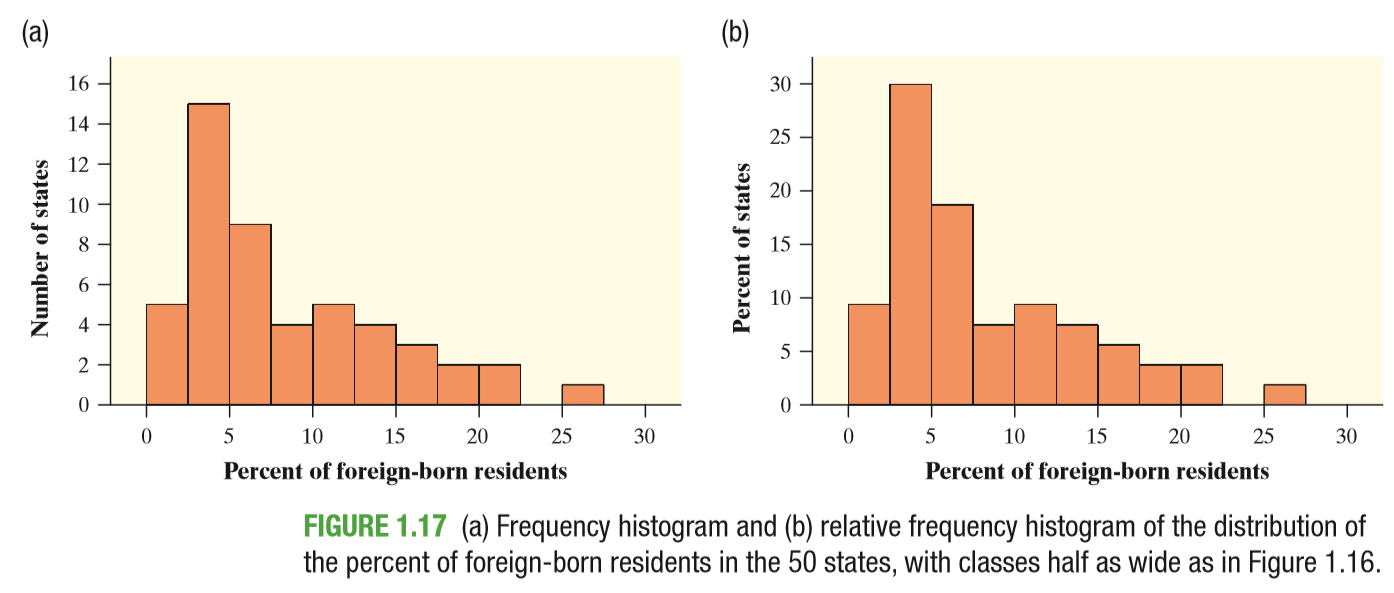 (a)
16
14
12
10
8
6
4
2
0
Number of states
0 5 10 15 20 25 30
Percent of foreign-born residents
(b)
30
25
20
15
10
5
0
Percent of states
0 5 10 15 20 25 30
Percent of foreign-born residents
FIGURE 1.17 (a) Frequency histogram and (b) relative frequency histogram of the distribution of
the percent of foreign-born residents in the 50 states, with classes half as wide as in Figure 1.16.